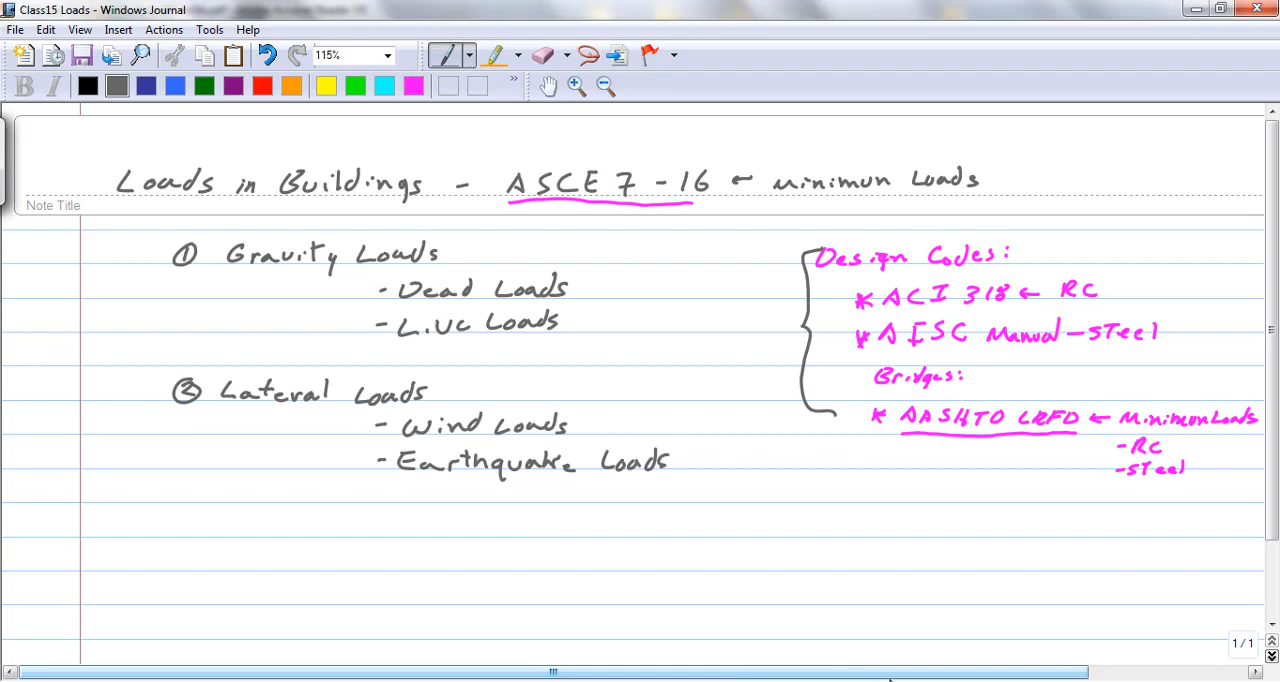 Class15 Loads - Windows Journal
File Edit View Insert Actions Tools Help
115%
B I
Loads in Buildings - ASCE 7 - 16 ← Minimun Loads
Note Title
① Gravity Loads
- Dead Loads
- Live Loads
② Lateral Loads
- Wind Loads
- Earthquake Loads
Design Codes:
* ACI 318 ← RC
* AISC Manual - Steel
Bridges:
* AASHTO LRFD ← Minimun Loads
- RC
- Steel
1 / 1